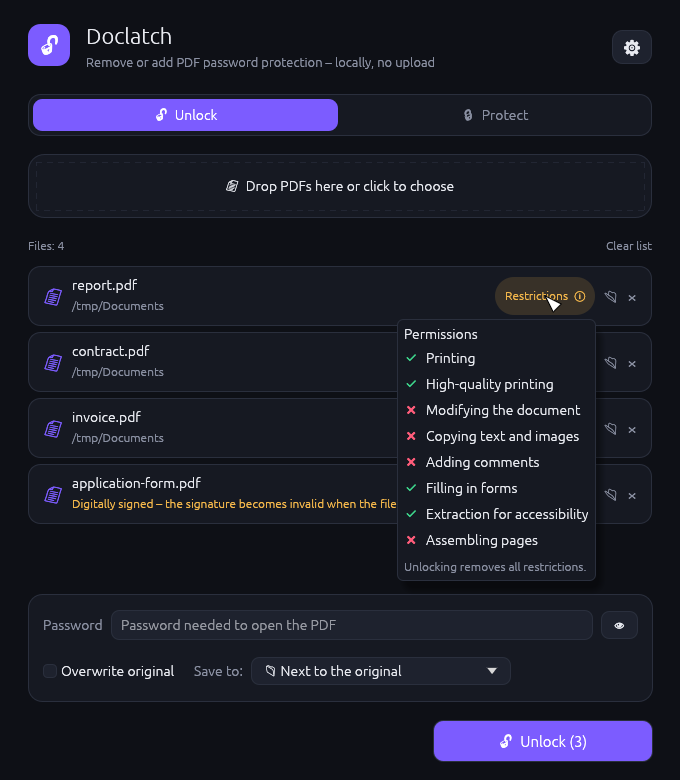 Doclatch
Remove or add PDF password protection – locally, no upload
Unlock
Protect
Drop PDFs here or click to choose
Files: 4
Clear list
report.pdf
/tmp/Documents
Restrictions
contract.pdf
/tmp/Documents
invoice.pdf
/tmp/Documents
application-form.pdf
Digitally signed – the signature becomes invalid when the file
Permissions
Printing
High-quality printing
Modifying the document
Copying text and images
Adding comments
Filling in forms
Extraction for accessibility
Assembling pages
Unlocking removes all restrictions.
Password
Password needed to open the PDF
Overwrite original
Save to:
Next to the original
Unlock (3)